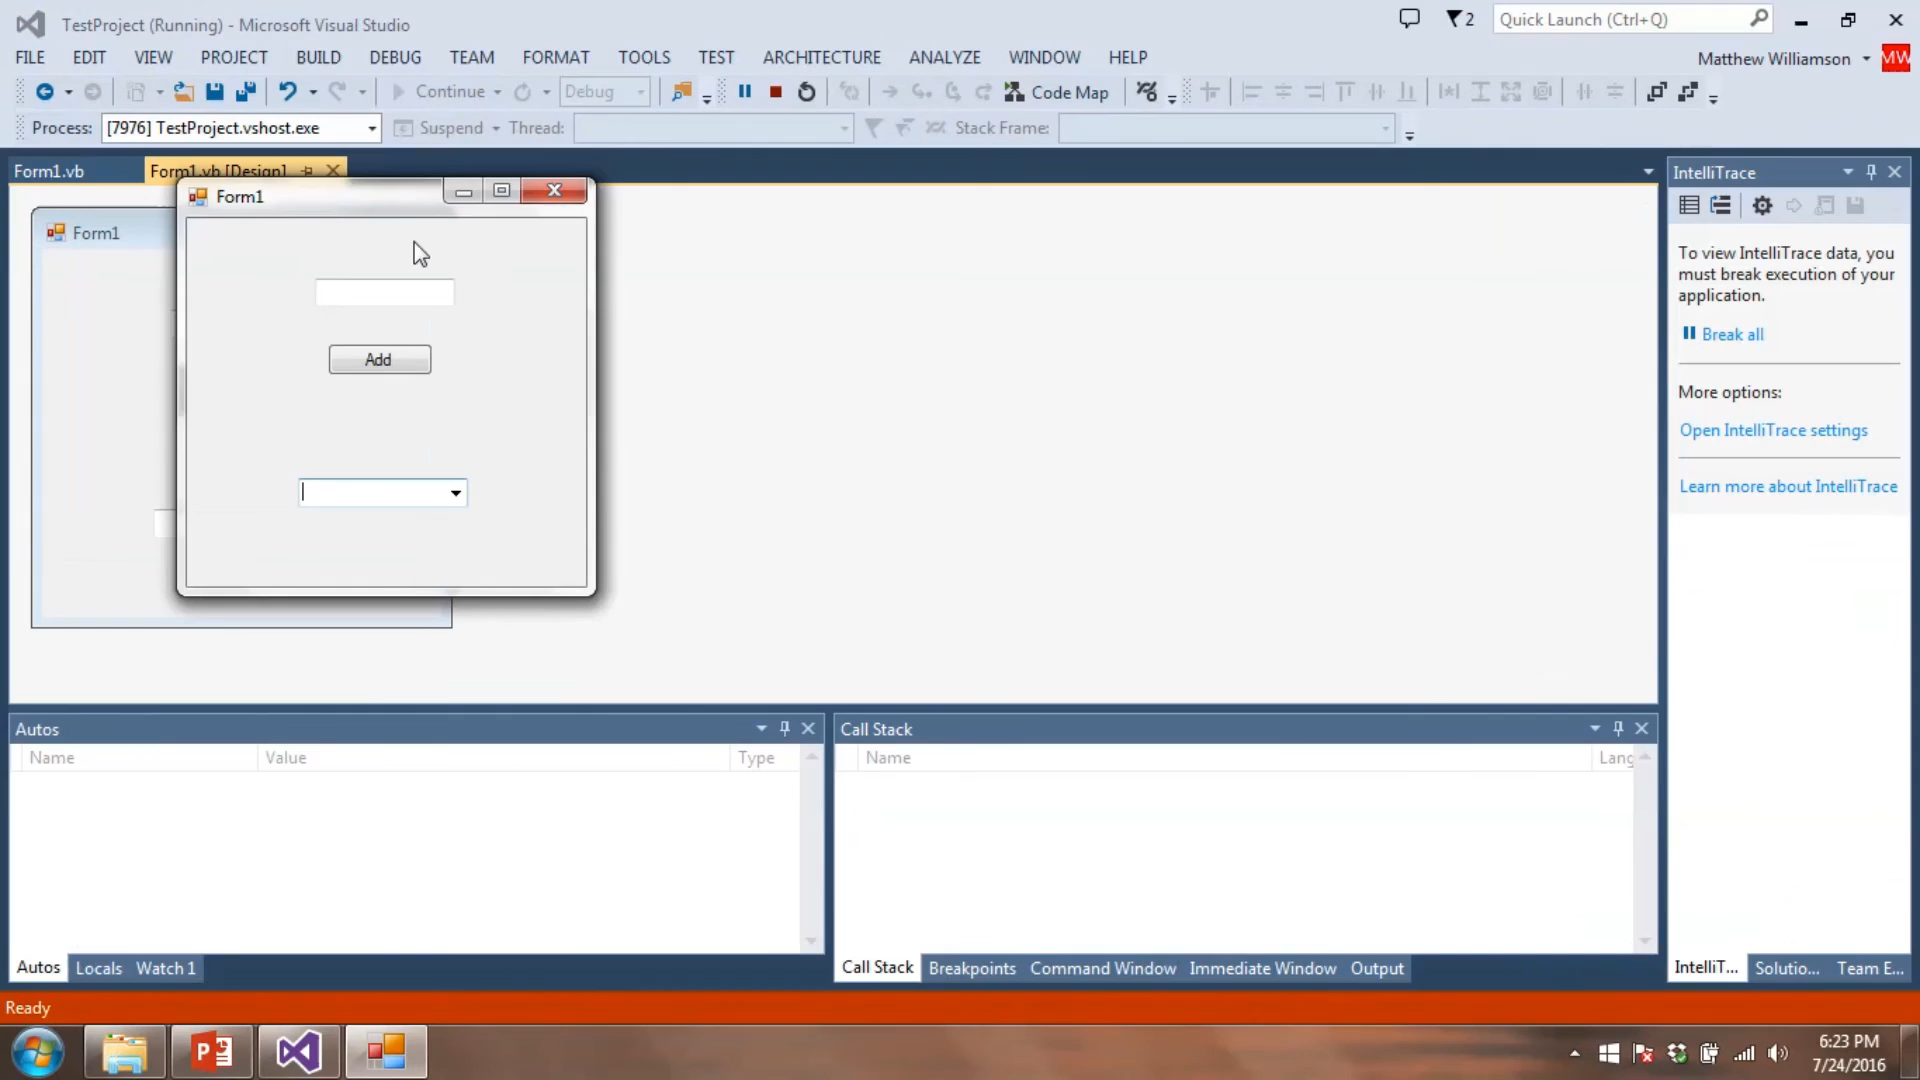 TestProject (Running) - Microsoft Visual Studio
2
Quick Launch (Ctrl+Q)
FILE EDIT VIEW PROJECT BUILD DEBUG TEAM FORMAT TOOLS TEST ARCHITECTURE ANALYZE WINDOW HELP
Matthew Williamson MW
Continue Debug Code Map
Process: [7976] TestProject.vshost.exe Suspend Thread: Stack Frame:
Form1.vb Form1.vb [Design]
IntelliTrace
Form1
Form1
To view IntelliTrace data, you
must break execution of your
application.
Break all
Add
More options:
Open IntelliTrace settings
Learn more about IntelliTrace
Autos
Call Stack
Name Value Type
Name Lang
Autos Locals Watch 1
Call Stack Breakpoints Command Window Immediate Window Output
IntelliT... Solutio... Team E...
Ready
6:23 PM
7/24/2016